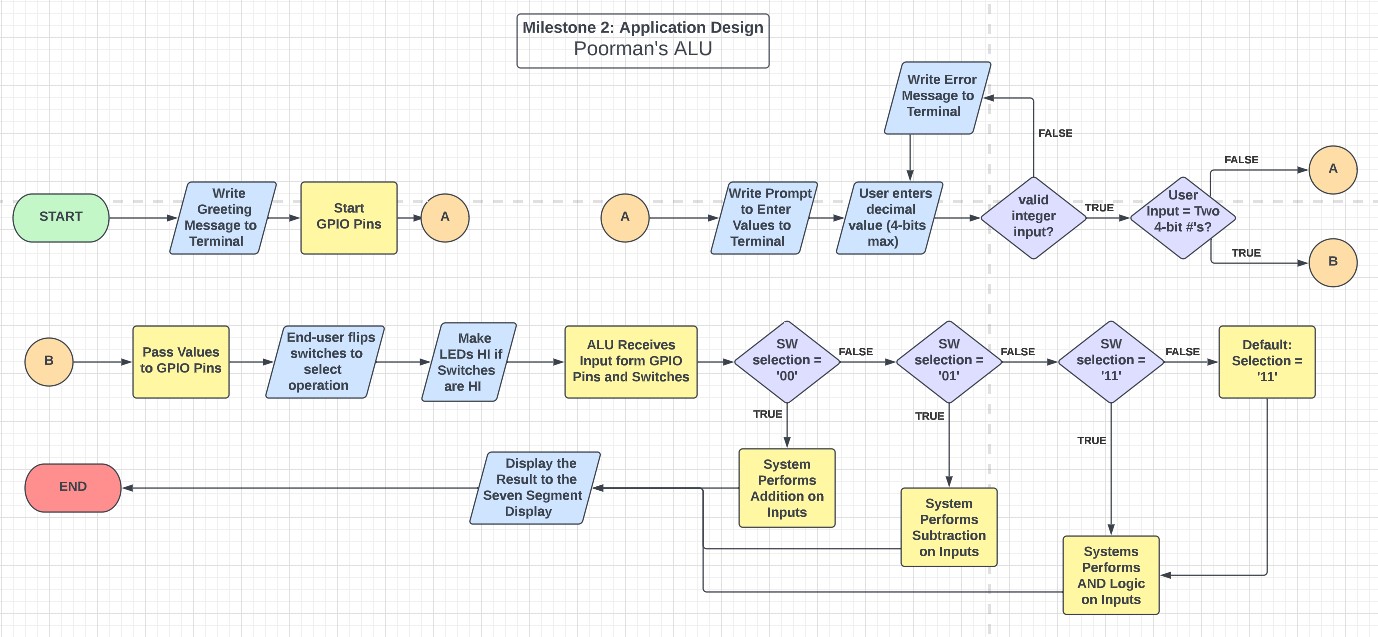 Milestone 2: Application Design
Poorman's ALU
Write Error
Message to
Terminal
FALSE
START
Write
Greeting
Message to
Terminal
Start
GPIO Pins
A
A
Write Prompt
to Enter
Values to
Terminal
User enters
decimal
value (4-bits
max)
valid
integer
input?
TRUE
User
Input = Two
4-bit #'s?
FALSE
A
TRUE
B
B
Pass Values
to GPIO Pins
End-user flips
switches to
select
operation
Make
LEDs HI if
Switches
are HI
ALU Receives
Input form GPIO
Pins and Switches
SW
selection =
'00'
FALSE
SW
selection =
'01'
FALSE
SW
selection =
'11'
FALSE
Default:
Selection =
'11'
TRUE
TRUE
TRUE
END
Display the
Result to the
Seven Segment
Display
System
Performs
Addition on
Inputs
System
Performs
Subtraction
on Inputs
Systems
Performs
AND Logic
on Inputs